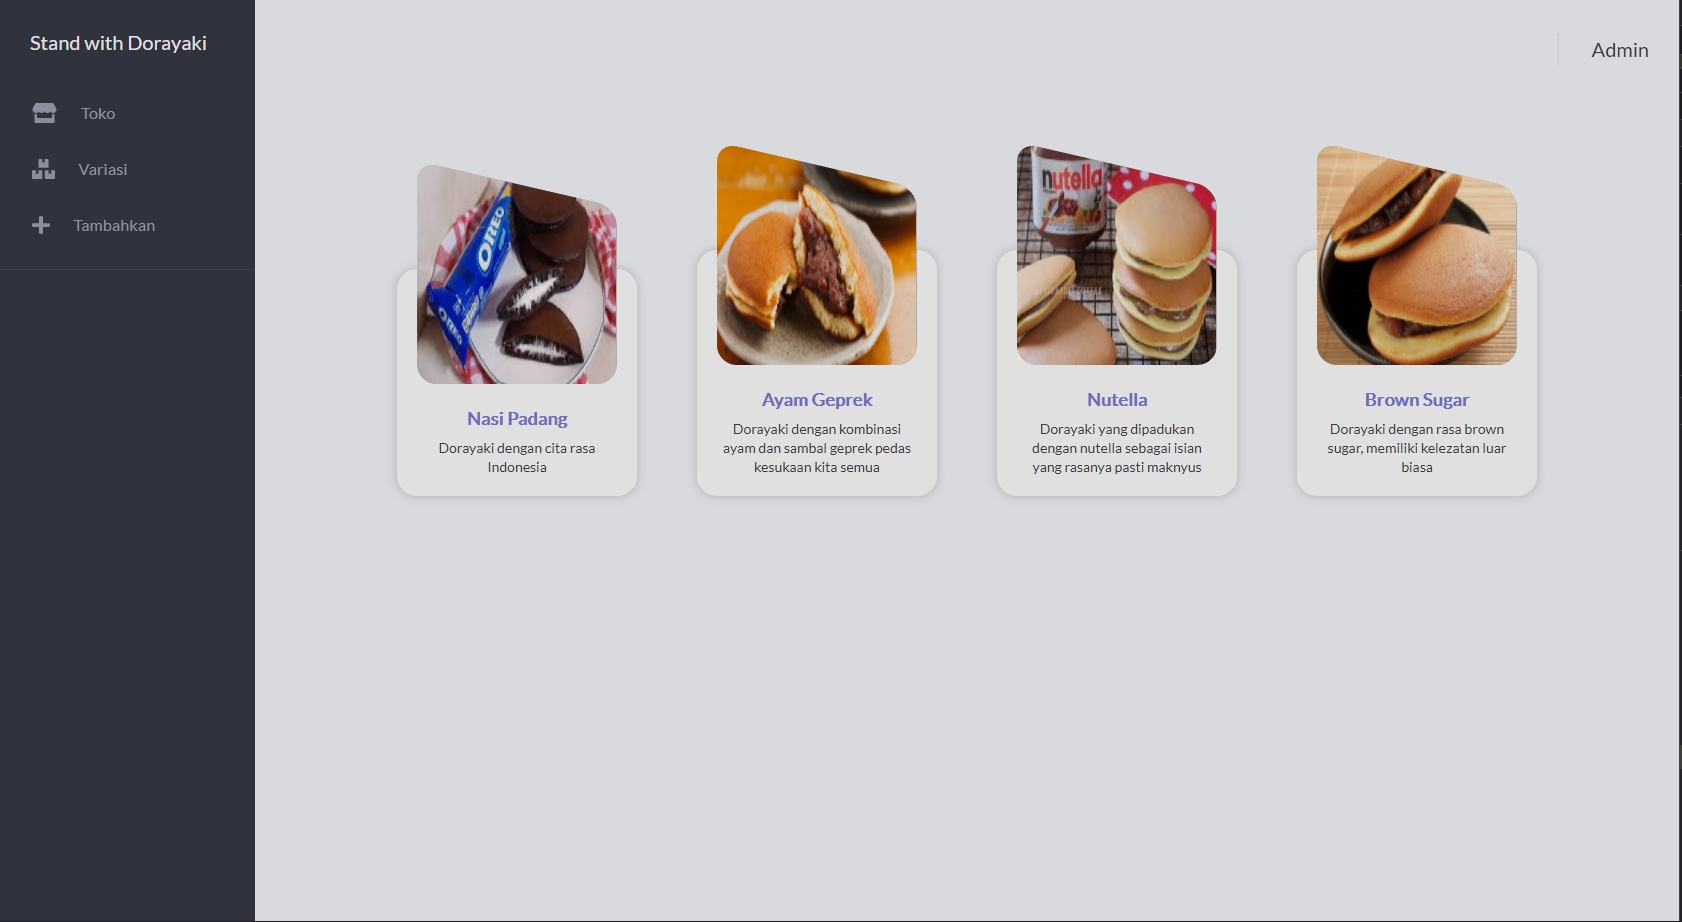 Stand with Dorayaki
Admin
Toko
Variasi
Tambahkan
OREO
OREO
nutella
Nasi Padang
Dorayaki dengan cita rasa
Indonesia
Ayam Geprek
Dorayaki dengan kombinasi
ayam dan sambal geprek pedas
kesukaan kita semua
Nutella
Dorayaki yang dipadukan
dengan nutella sebagai isian
yang rasanya pasti maknyus
Brown Sugar
Dorayaki dengan rasa brown
sugar, memiliki kelezatan luar
biasa